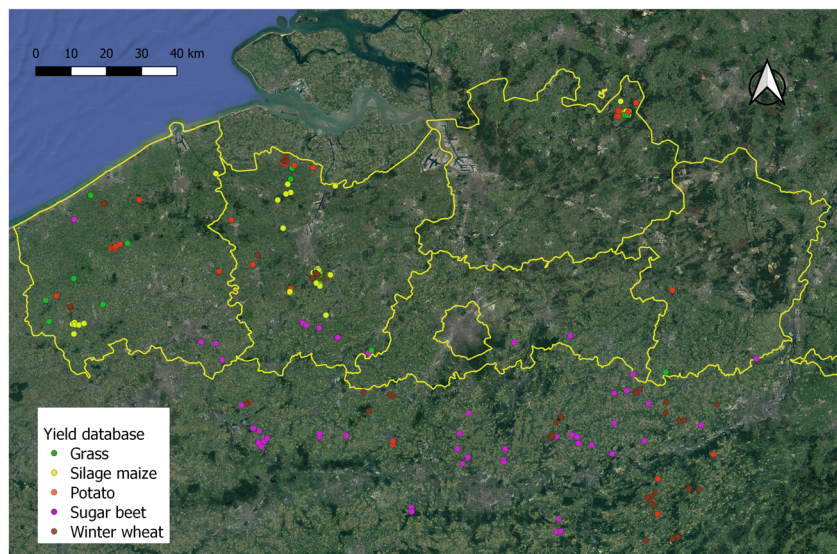 0 10 20 30 40 km
Yield database
Grass
Silage maize
Potato
Sugar beet
Winter wheat